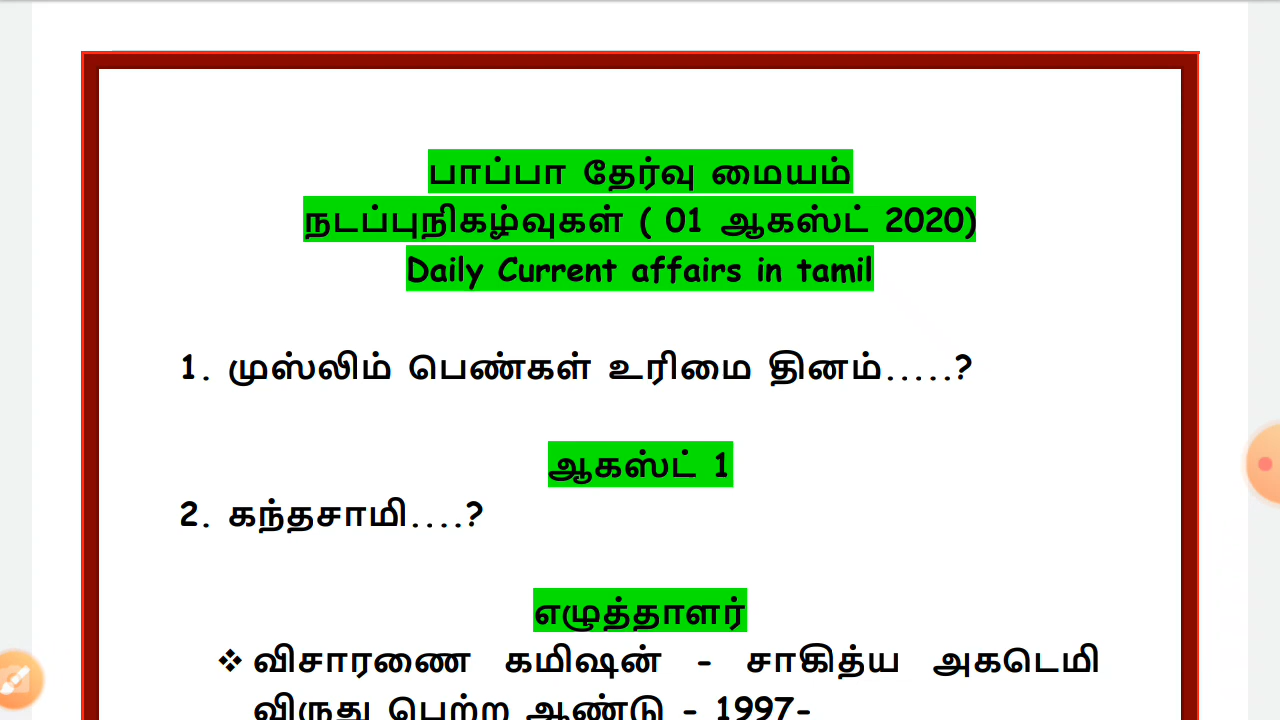 பாப்பா தேர்வு மையம்
நடப்புநிகழ்வுகள் ( 01 ஆகஸ்ட் 2020)
Daily Current affairs in tamil
1. முஸ்லிம் பெண்கள் உரிமை தினம்.....?
ஆகஸ்ட் 1
2. கந்தசாமி....?
எழுத்தாளர்
❖ விசாரணை கமிஷன் - சாகித்ய அகடெமி
விருது பெற்ற ஆண்டு - 1997-